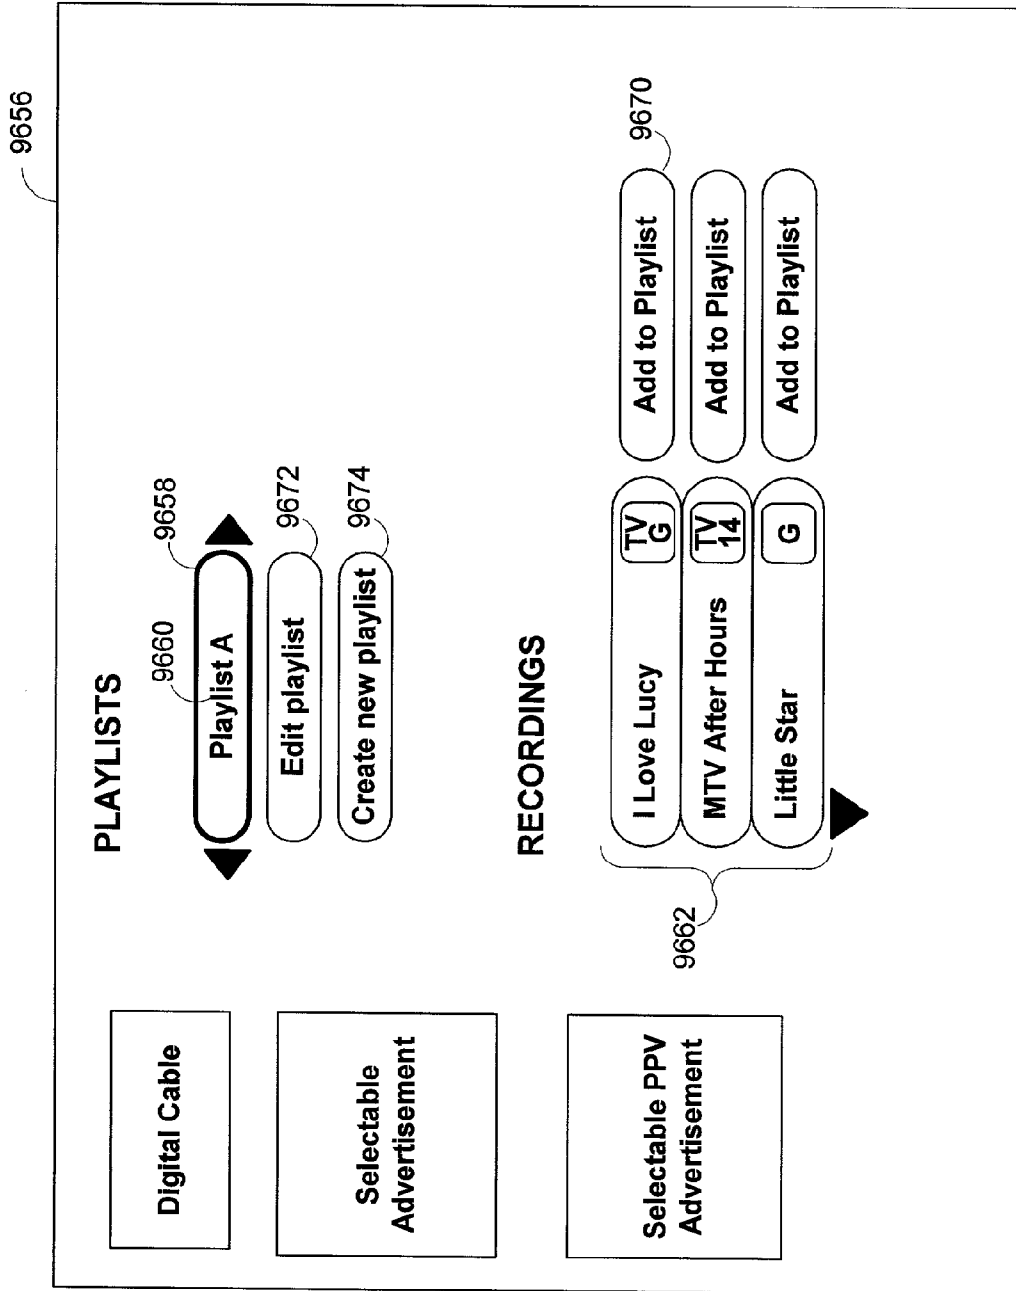 9656
Digital Cable
Selectable
Advertisement
Selectable PPV
Advertisement
PLAYLISTS
9660
9658
Playlist A
9672
Edit playlist
9674
Create new playlist
RECORDINGS
9662
9670
I Love Lucy TV G Add to Playlist
MTV After Hours TV 14 Add to Playlist
Little Star G Add to Playlist